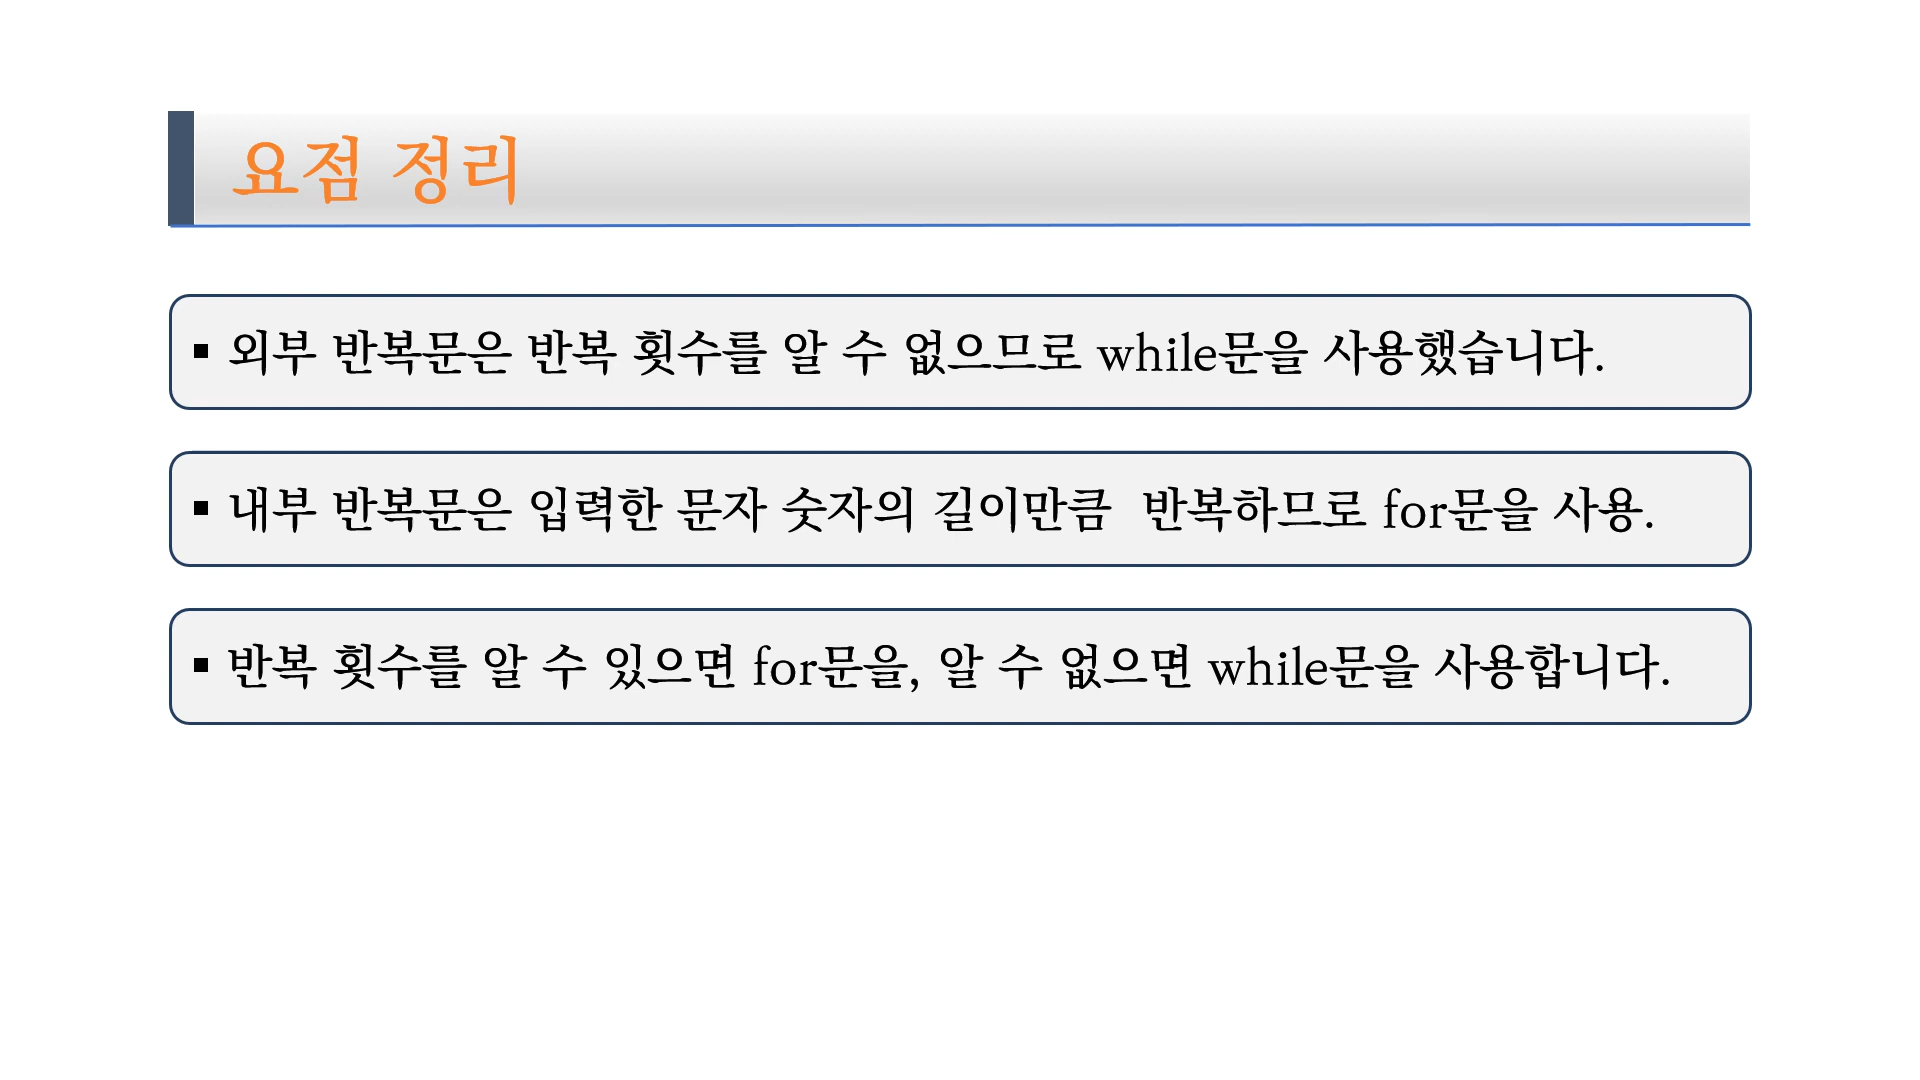 요점 정리
▪ 외부 반복문은 반복 횟수를 알 수 없으므로 while문을 사용했습니다.
▪ 내부 반복문은 입력한 문자 숫자의 길이만큼  반복하므로 for문을 사용.
▪ 반복 횟수를 알 수 있으면 for문을, 알 수 없으면 while문을 사용합니다.